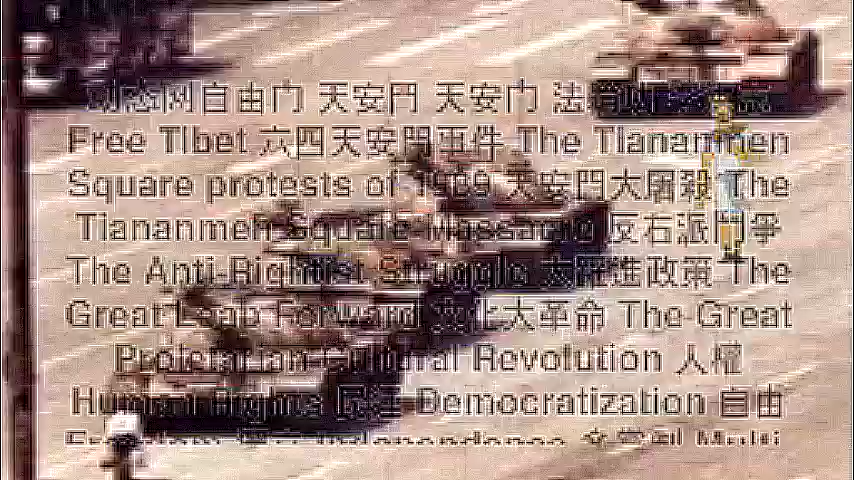 动态网自由门 天安門 天安门 法
Free Tibet 六四天安門事件 The Tiananmen
Square protests of 1989 天安門大屠殺 The
Tiananmen Square Massacre 反右派鬥爭
The Anti-Rightist Struggle 大躍進政策 The
Great Leap Forward 文化大革命 The Great
Proletarian Cultural Revolution 人權
Human Rights 民運 Democratization 自由
Freedom Independence